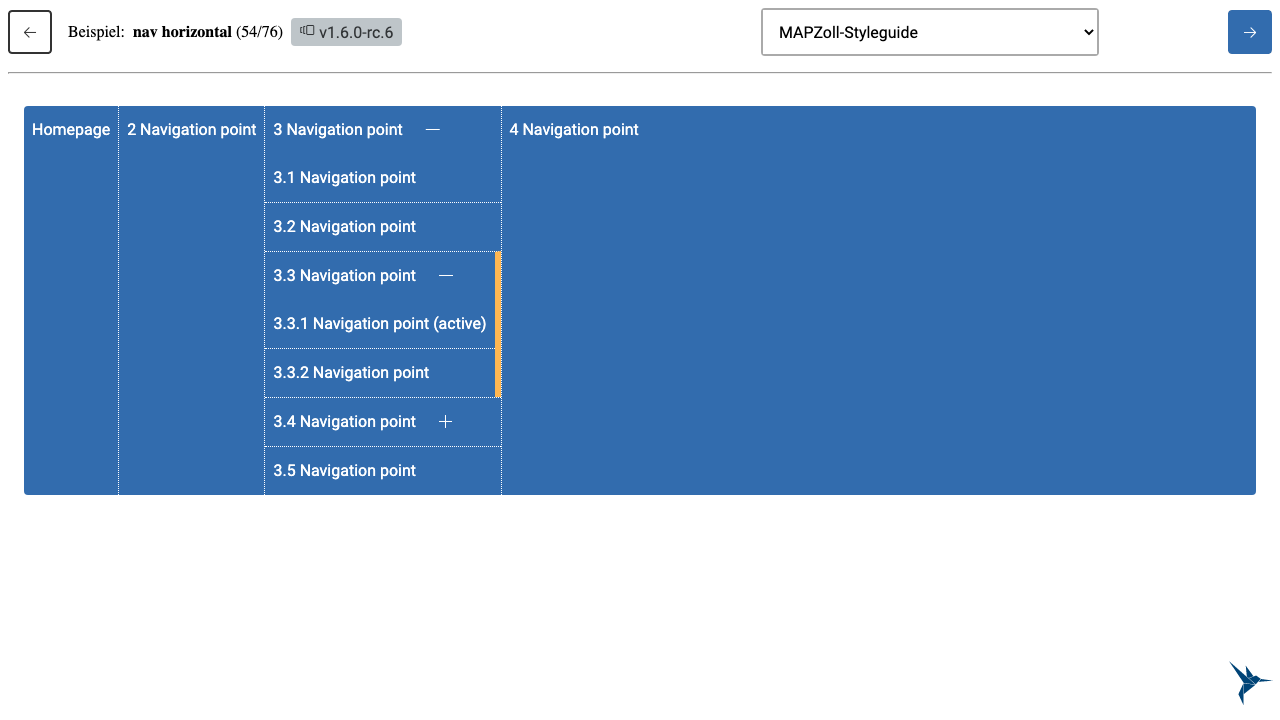 Beispiel: nav horizontal (54/76) v1.6.0-rc.6 MAPZoll-Styleguide
Homepage 2 Navigation point 3 Navigation point 4 Navigation point
3.1 Navigation point
3.2 Navigation point
3.3 Navigation point
3.3.1 Navigation point (active)
3.3.2 Navigation point
3.4 Navigation point
3.5 Navigation point